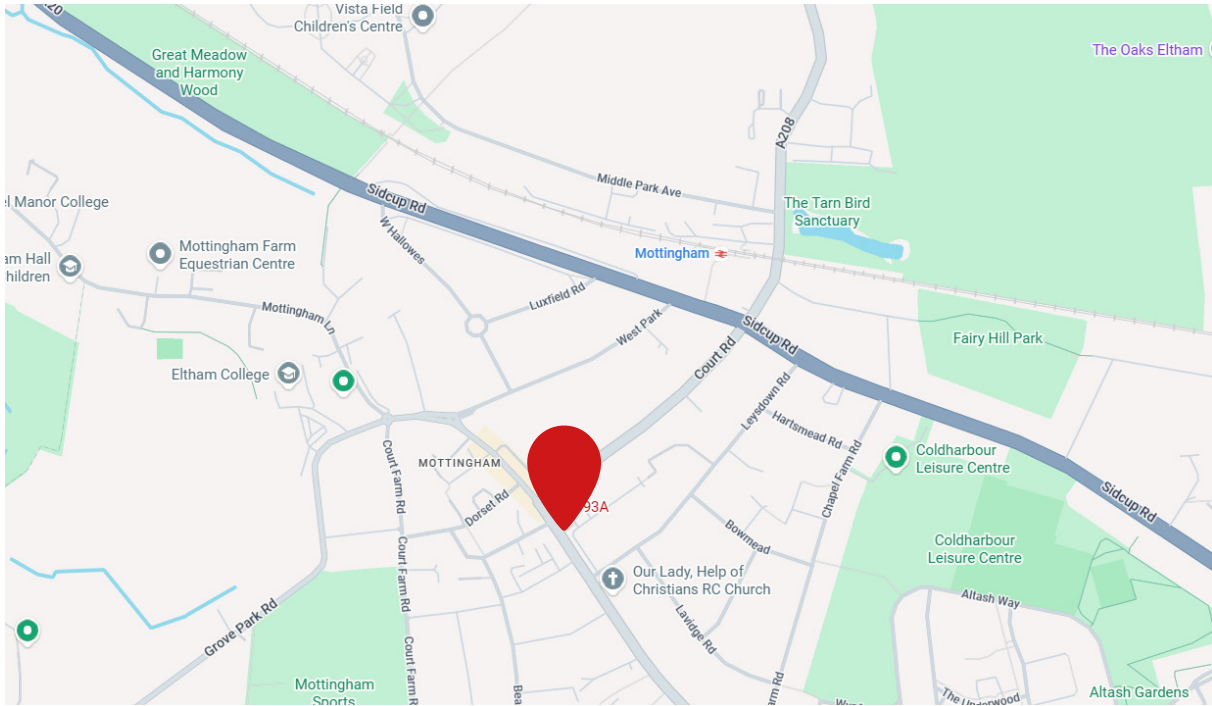 A20
Vista Field
Children's Centre
Great Meadow
and Harmony
Wood
The Oaks Eltham
A208
Middle Park Ave
Sidcup Rd
el Manor College
The Tarn Bird
Sanctuary
W Hallowes
Mottingham Farm
Equestrian Centre
Mottingham
am Hall
hildren
Luxfield Rd
Mottingham Ln
West Park
Sidcup Rd
Fairy Hill Park
Court Rd
Eltham College
Leysdown Rd
Hartsmead Rd
MOTTINGHAM
Court Farm Rd
Chapel Farm Rd
Coldharbour
Leisure Centre
Sidcup Rd
Dorset Rd
93A
Bowmead
Coldharbour
Leisure Centre
Court Farm Rd
Our Lady, Help of
Christians RC Church
Altash Way
Grove Park Rd
Lavidge Rd
Court Farm R
Mottingham
Sports
Bea
rm Rd
The Underwood
Altash Gardens